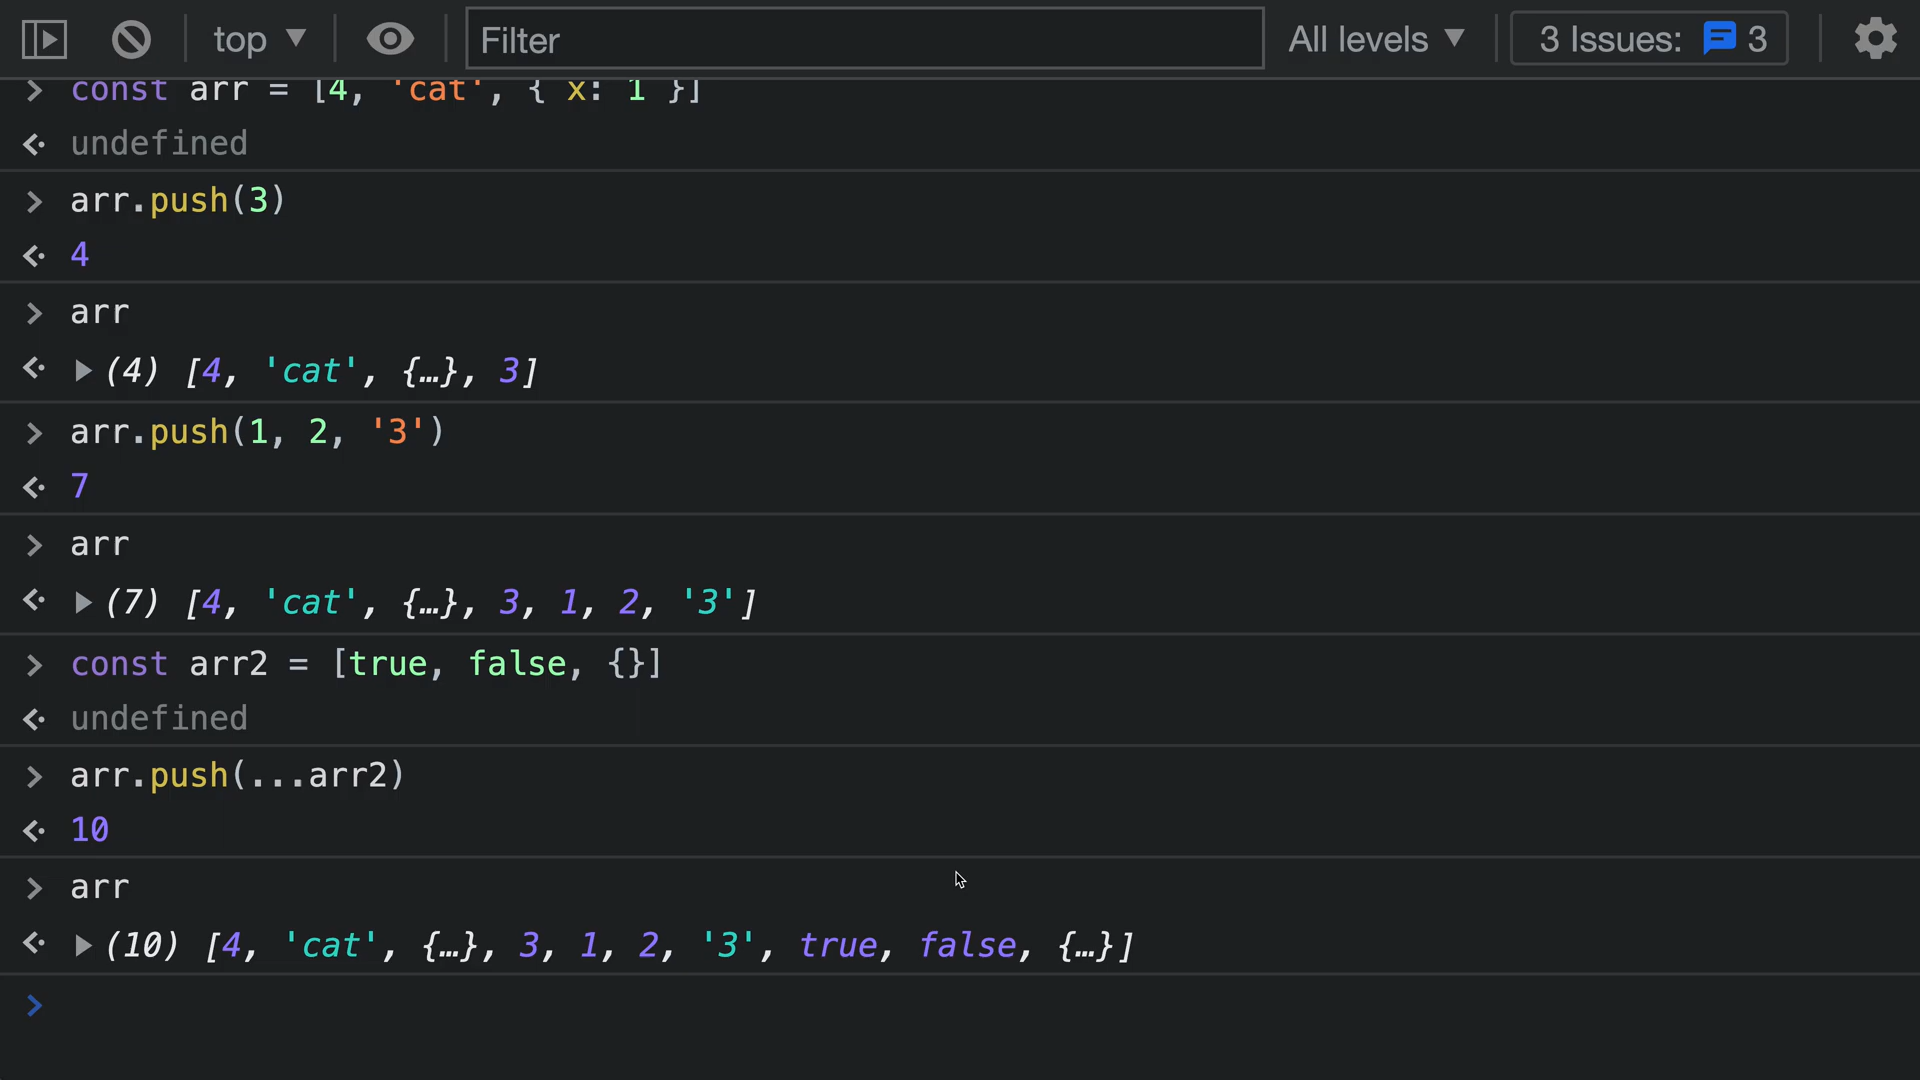 top ▼ Filter All levels ▼ 3 Issues: 3
> const arr = [4, 'cat', { x: 1 }]
undefined
> arr.push(3)
4
> arr
▶ (4) [4, 'cat', {…}, 3]
> arr.push(1, 2, '3')
7
> arr
▶ (7) [4, 'cat', {…}, 3, 1, 2, '3']
> const arr2 = [true, false, {}]
undefined
> arr.push(...arr2)
10
> arr
▶ (10) [4, 'cat', {…}, 3, 1, 2, '3', true, false, {…}]
>